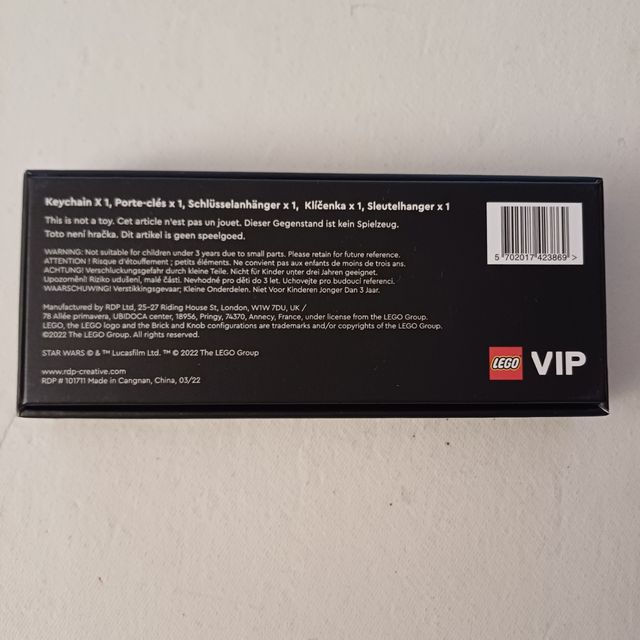 Keychain X 1, Porte-clés x 1, Schlüsselanhänger x 1, Klíčenka x 1, Sleutelhanger x 1
This is not a toy. Cet article n'est pas un jouet. Dieser Gegenstand ist kein Spielzeug.
Toto není hračka. Dit artikel is geen speelgoed.
WARNING: Not suitable for children under 3 years due to small parts. Please retain for future reference.
ATTENTION ! Risque d'étouffement ; petits éléments. Ne convient pas aux enfants de moins de trois ans.
ACHTUNG! Verschluckungsgefahr durch kleine Teile. Nicht für Kinder unter drei Jahren geeignet.
Upozornění! Riziko udušení, malé části. Nevhodné pro děti do 3 let. Uchovejte pro budoucí referenci.
WAARSCHUWING! Verstikkingsgevaar; Kleine Onderdelen. Niet Voor Kinderen Jonger Dan 3 Jaar.
Manufactured by RDP Ltd, 25-27 Riding House St, London, W1W 7DU, UK /
78 Allée primavera, UBIDOCA center, 18956, Pringy, 74370, Annecy, France, under license from the LEGO Group.
LEGO, the LEGO logo and the Brick and Knob configurations are trademarks and/or copyrights of the LEGO Group.
©2022 The LEGO Group. All rights reserved.
STAR WARS © & ™ Lucasfilm Ltd. ™ © 2022 The LEGO Group
www.rdp-creative.com
RDP # 101711 Made in Cangnan, China, 03/22
5 702017 423869 >
LEGO VIP